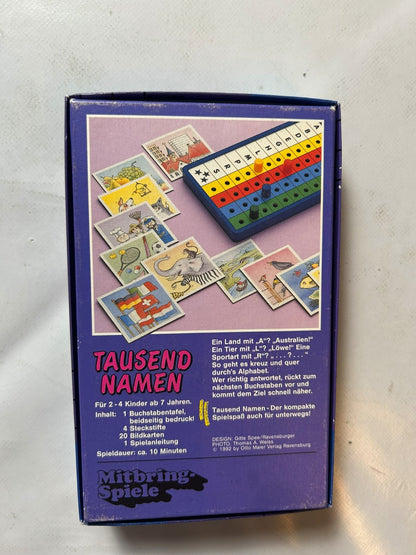 A B D E G H L M P R S
TAUSEND
NAMEN
Für 2 - 4 Kinder ab 7 Jahren.
Inhalt: 1 Buchstabentafel,
beidseitig bedruckt
4 Steckstifte
20 Bildkarten
1 Spielanleitung
Spieldauer: ca. 10 Minuten
Mitbring-
Spiele
Ein Land mit „A“? „Australien!“
Ein Tier mit „L“? „Löwe!“ Eine
Sportart mit „R“? „ . . . ? . . . “
So geht es kreuz und quer
durch's Alphabet.
Wer richtig antwortet, rückt zum
nächsten Buchstaben vor und
kommt dem Ziel schnell näher.
Tausend Namen - Der kompakte
Spielspaß auch für unterwegs!
DESIGN: Gitte Spee/Ravensburger
PHOTO: Thomas A. Weiss
© 1992 by Otto Maier Verlag Ravensburg